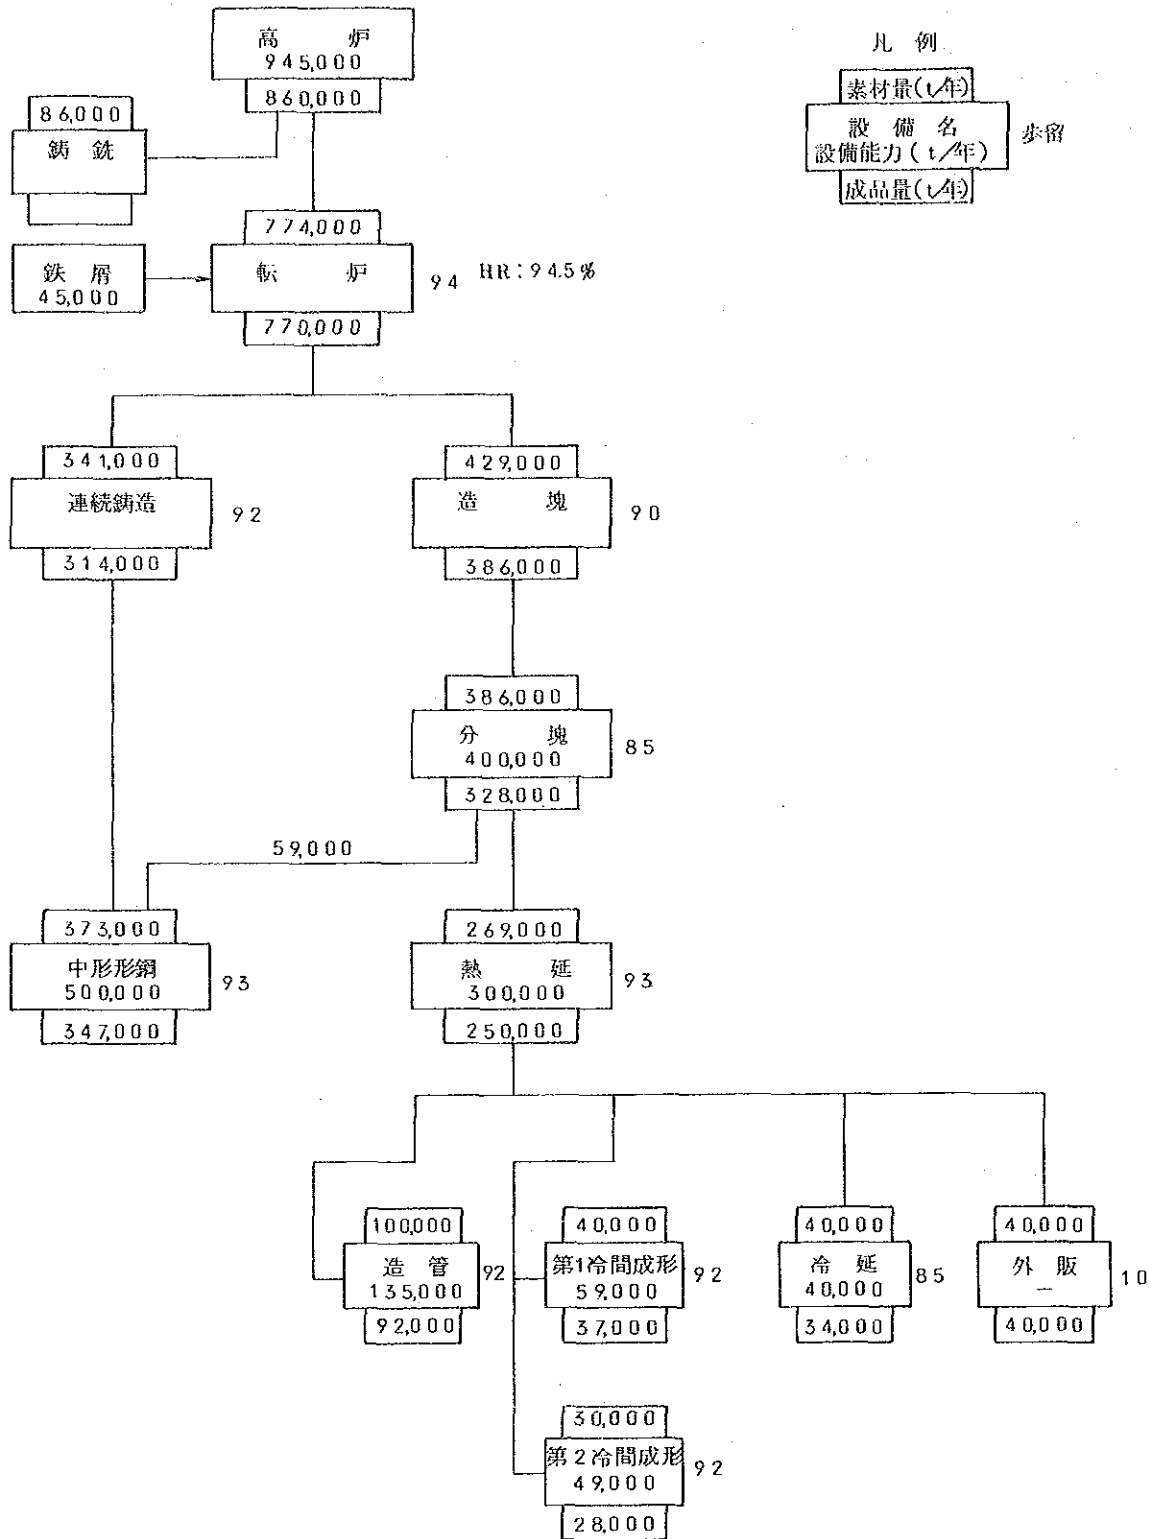 高 炉
945,000
860,000
凡 例
素材量(t/年)
設 備 名
設備能力(t/年)
成品量(t/年)
歩留
86,000
鋳 銑
774,000
転 炉
770,000
94 HR:94.5%
鉄 屑
45,000
341,000
連続鋳造
314,000
92
429,000
造 塊
386,000
90
386,000
分 塊
400,000
328,000
85
59,000
373,000
中形形鋼
500,000
347,000
93
269,000
熱 延
300,000
250,000
93
100,000
造 管
135,000
92,000
92
40,000
第1冷間成形
59,000
37,000
92
40,000
冷 延
40,000
34,000
85
40,000
外 販
—
40,000
10
30,000
第2冷間成形
49,000
28,000
92